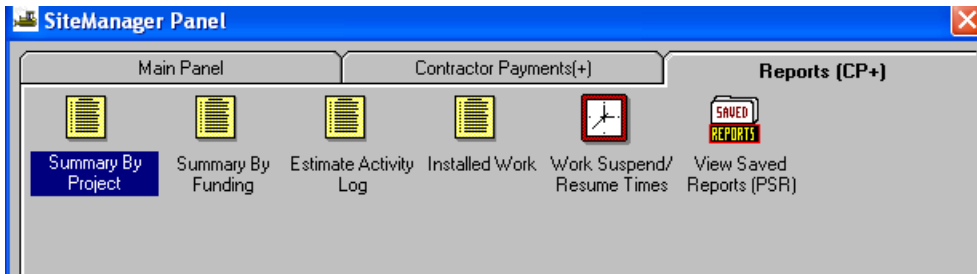 SiteManager Panel
Main Panel
Contractor Payments(+)
Reports (CP+)
SAVED
REPORTS
Summary By
Project
Summary By
Funding
Estimate Activity
Log
Installed Work
Work Suspend/
Resume Times
View Saved
Reports (PSR)